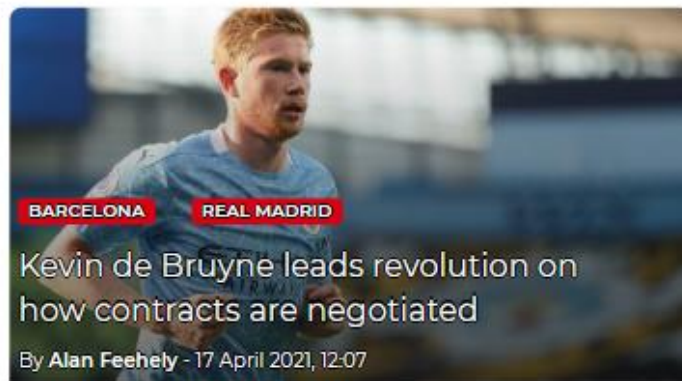 BARCELONA REAL MADRID
Kevin de Bruyne leads revolution on
how contracts are negotiated
By Alan Feehely - 17 April 2021, 12:07